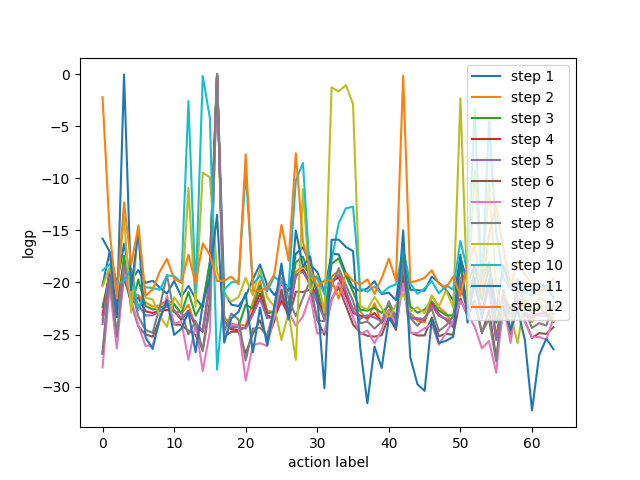 0
−5
−10
−15
−20
−25
−30
logp
0
10
20
30
40
50
60
action label
step 1
step 2
step 3
step 4
step 5
step 6
step 7
step 8
step 9
step 10
step 11
step 12